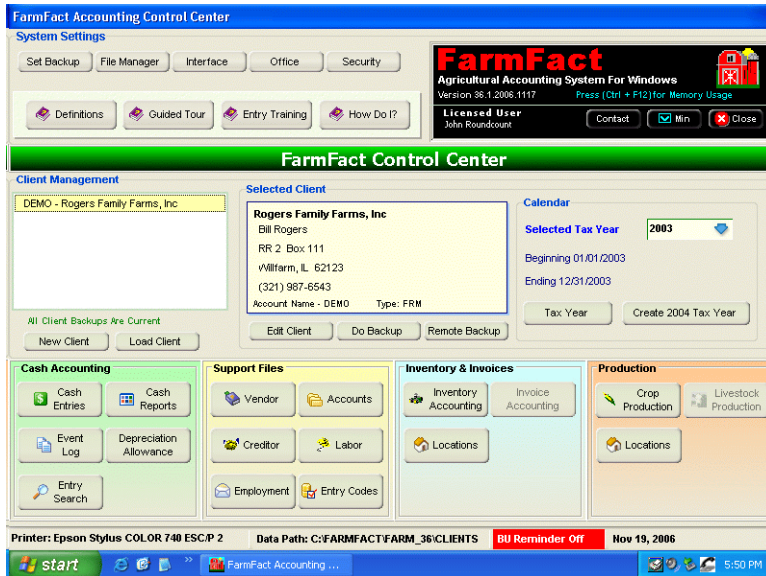 FarmFact Accounting Control Center
System Settings
Set Backup File Manager Interface Office Security
Definitions Guided Tour Entry Training How Do I?
FarmFact
Agricultural Accounting System For Windows
Version 36.1.2006.1117 Press (Ctrl + F12)for Memory Usage
Licensed User
John Roundcount
Contact Min Close
FarmFact Control Center
Client Management
DEMO - Rogers Family Farms, Inc
All Client Backups Are Current
New Client Load Client
Selected Client
Rogers Family Farms, Inc
Bill Rogers
RR 2 Box 111
Willfarm, IL 62123
(321) 987-6543
Account Name - DEMO Type: FRM
Edit Client Do Backup Remote Backup
Calendar
Selected Tax Year 2003
Beginning 01/01/2003
Ending 12/31/2003
Tax Year Create 2004 Tax Year
Cash Accounting
Cash Entries
Cash Reports
Event Log
Depreciation Allowance
Entry Search
Support Files
Vendor Accounts
Creditor Labor
Employment Entry Codes
Inventory & Invoices
Inventory Accounting
Invoice Accounting
Locations
Production
Crop Production
Livestock Production
Locations
Printer: Epson Stylus COLOR 740 ESC/P 2 Data Path: C:\FARMFACT\FARM_36\CLIENTS BU Reminder Off Nov 19, 2006
start FarmFact Accounting ... 5:50 PM